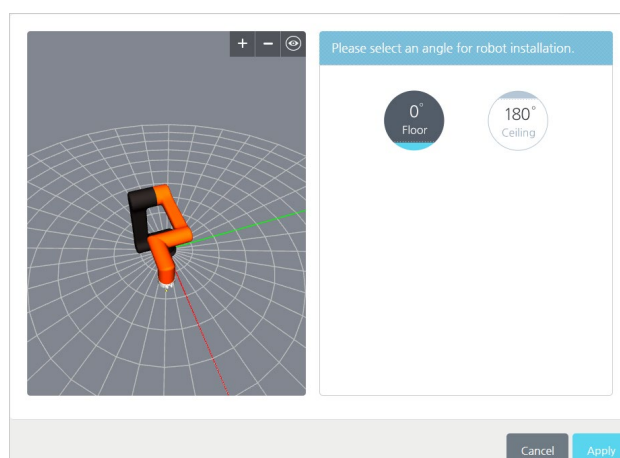 Please select an angle for robot installation.
0°
Floor
180°
Ceiling
Cancel
Apply